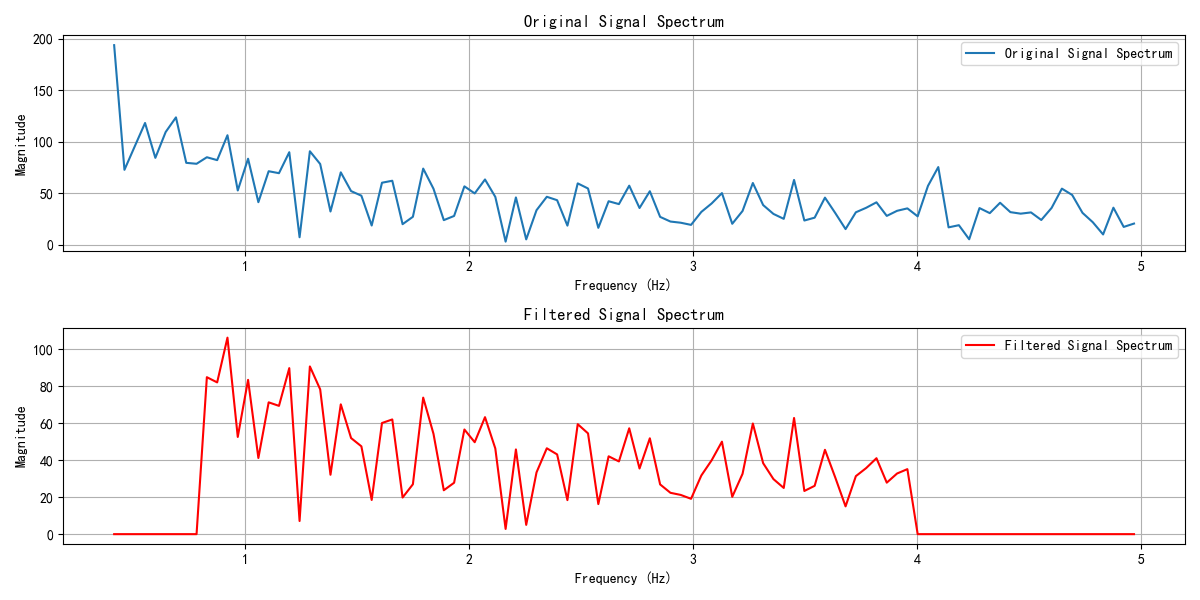 Original Signal Spectrum
200
150
100
50
0
Magnitude
Original Signal Spectrum
1 2 3 4 5
Frequency (Hz)
Filtered Signal Spectrum
100
80
60
40
20
0
Magnitude
Filtered Signal Spectrum
1 2 3 4 5
Frequency (Hz)